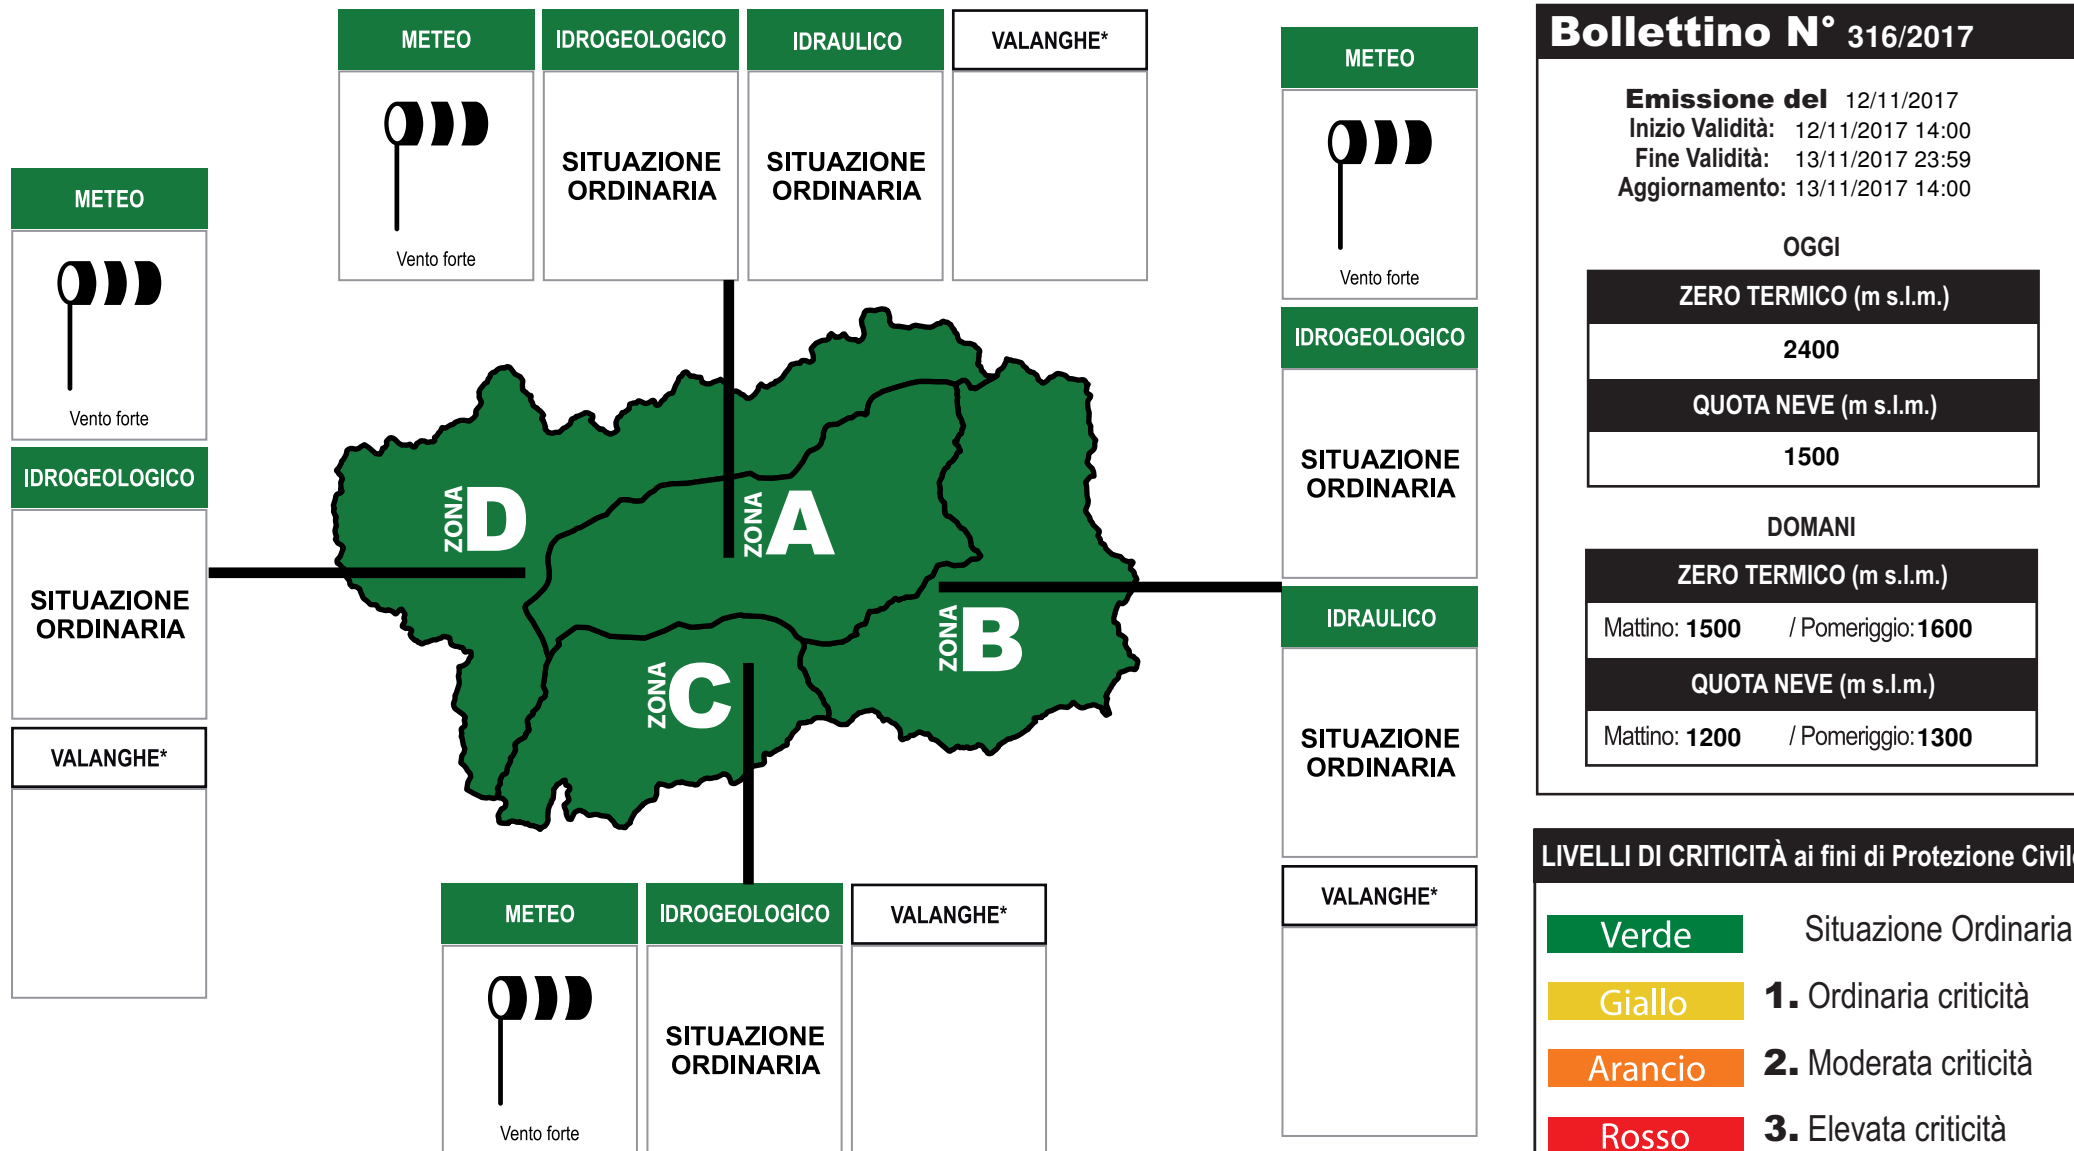 METEO
IDROGEOLOGICO
IDRAULICO
VALANGHE*
Vento forte
SITUAZIONE
ORDINARIA
SITUAZIONE
ORDINARIA
METEO
Vento forte
IDROGEOLOGICO
SITUAZIONE
ORDINARIA
VALANGHE*
METEO
Vento forte
IDROGEOLOGICO
SITUAZIONE
ORDINARIA
IDRAULICO
SITUAZIONE
ORDINARIA
VALANGHE*
ZONA D
ZONA A
ZONA B
ZONA C
METEO
IDROGEOLOGICO
VALANGHE*
Vento forte
SITUAZIONE
ORDINARIA
Bollettino N° 316/2017
Emissione del 12/11/2017
Inizio Validità: 12/11/2017 14:00
Fine Validità: 13/11/2017 23:59
Aggiornamento: 13/11/2017 14:00
OGGI
ZERO TERMICO (m s.l.m.)
2400
QUOTA NEVE (m s.l.m.)
1500
DOMANI
ZERO TERMICO (m s.l.m.)
Mattino: 1500 / Pomeriggio: 1600
QUOTA NEVE (m s.l.m.)
Mattino: 1200 / Pomeriggio: 1300
LIVELLI DI CRITICITÀ ai fini di Protezione Civile
Verde Situazione Ordinaria
Giallo 1. Ordinaria criticità
Arancio 2. Moderata criticità
Rosso 3. Elevata criticità